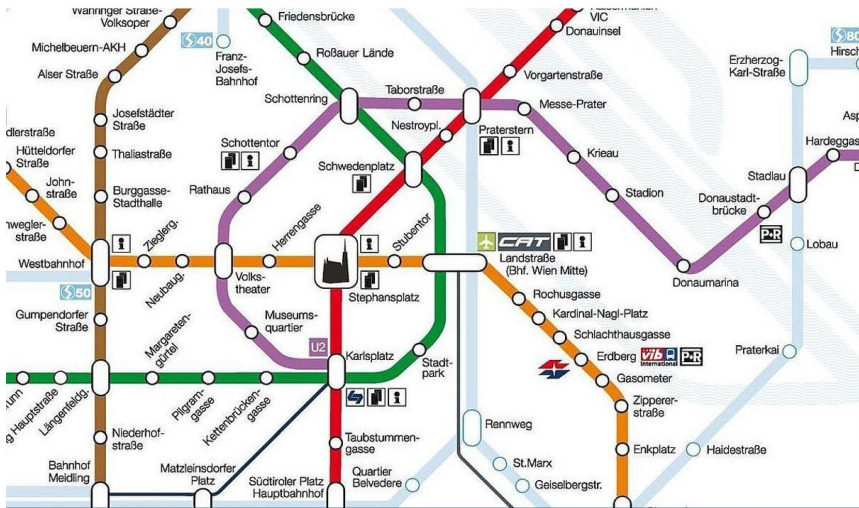 Währinger Straße-
Volksoper
Michelbeuern-AKH
Alser Straße
Josefstädter
Straße
Thaliastraße
Burggasse-
Stadthalle
Hütteldorfer
Straße
John-
straße
straße
Westbahnhof
S50
Gumpendorfer
Straße
Längenfeldg.
Niederhof-
straße
Bahnhof
Meidling
S40
Franz-
Josefs-
Bahnhof
Friedensbrücke
Roßauer Lände
Schottenring
Schottentor
i
Rathaus
Taborstraße
Nestroypl.
Schwedenplatz
Praterstern
i
VIC
Donauinsel
Vorgartenstraße
Messe-Prater
Krieau
Stadion
Donaumarina
Donaustadt-
brücke
P+R
Stadlau
Erzherzog-
Karl-Straße
S80
Lobau
Praterkai
Haidestraße
i
Zieglerg.
Neubaug.
Volks-
theater
Herrengasse
i
Stephansplatz
Stubentor
CAT
i
Landstraße
(Bhf. Wien Mitte)
Rochusgasse
Kardinal-Nagl-Platz
Schlachthausgasse
Erdberg
vib
international
P+R
Gasometer
Zipperer-
straße
Enkplatz
Museums-
quartier
U2
Karlsplatz
i
Stadt-
park
Margareten-
gürtel
Pilgram-
gasse
Kettenbrücken-
gasse
Taubstummen-
gasse
Matzleinsdorfer
Platz
Südtiroler Platz
Hauptbahnhof
Quartier
Belvedere
Rennweg
St.Marx
Geiselbergstr.